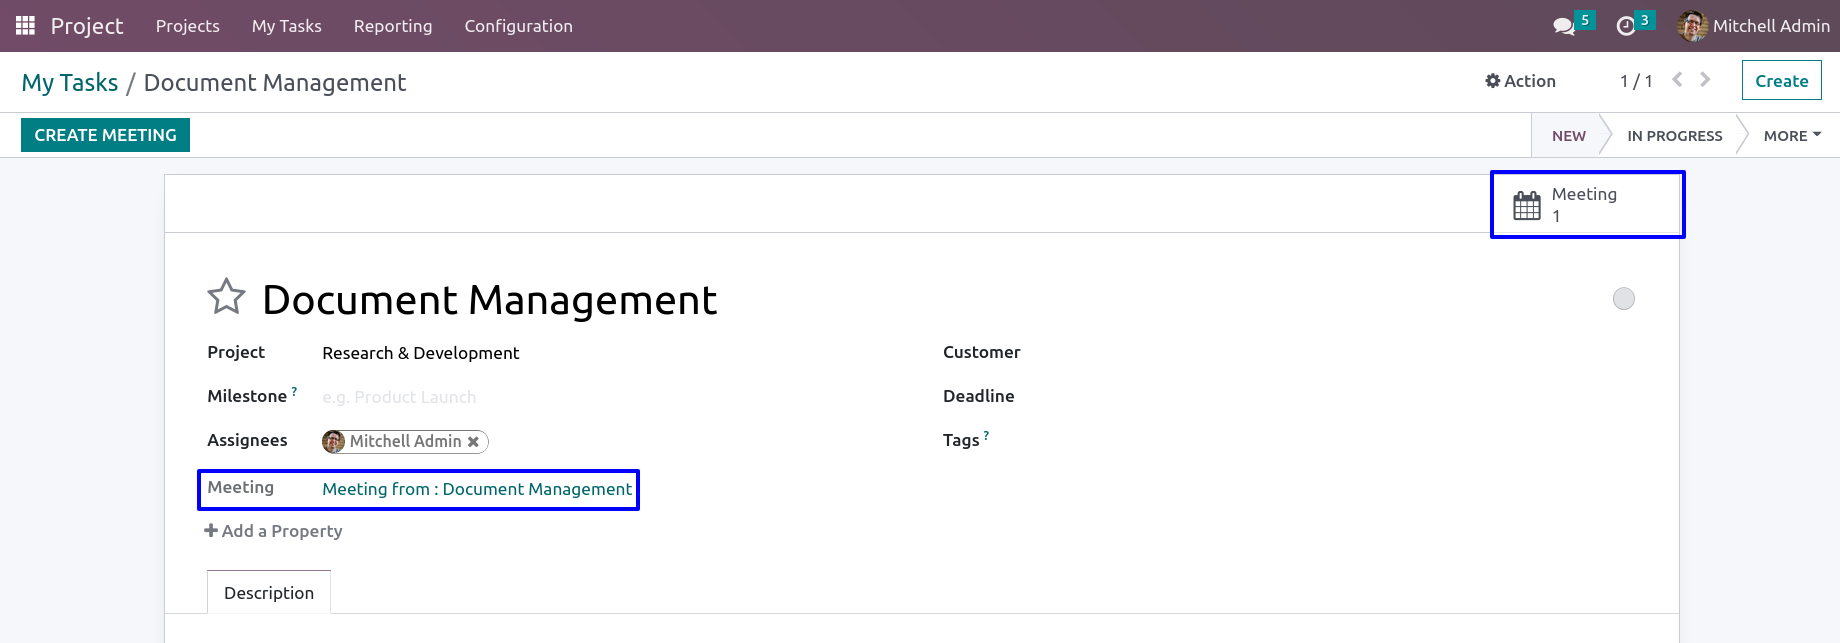 Project Projects My Tasks Reporting Configuration 5 3 Mitchell Admin
My Tasks / Document Management Action 1 / 1 Create
CREATE MEETING NEW IN PROGRESS MORE
Meeting
1
Document Management
Project Research & Development Customer
Milestone ? e.g. Product Launch Deadline
Assignees Mitchell Admin Tags ?
Meeting Meeting from : Document Management
Add a Property
Description